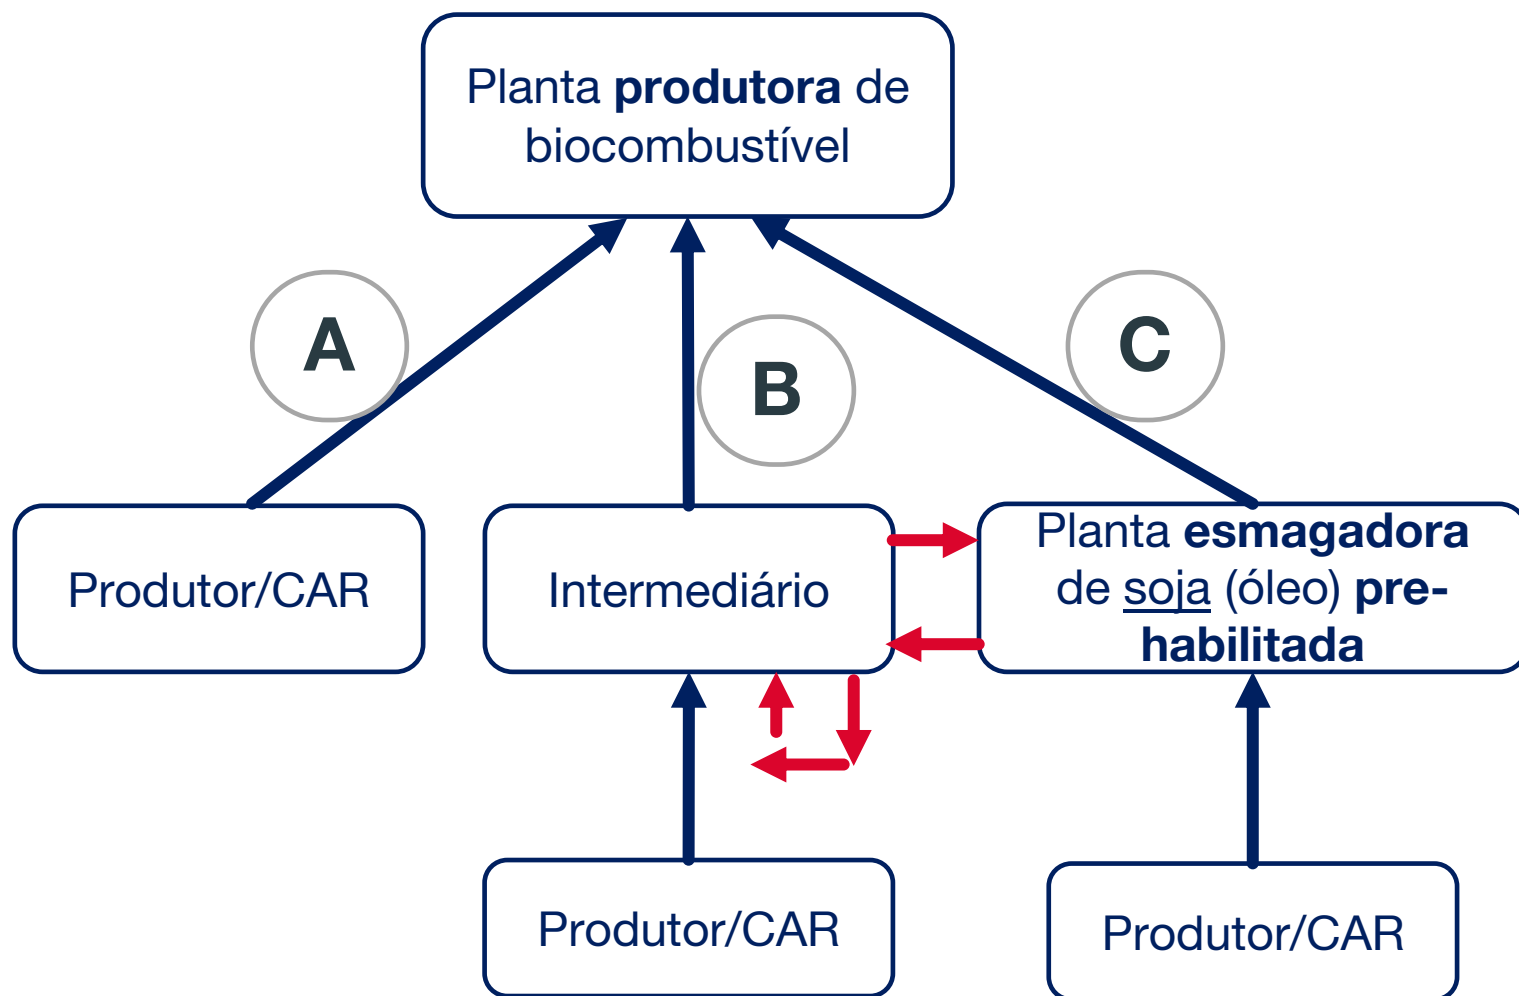 Planta produtora de
biocombustível
A
B
C
Produtor/CAR
Intermediário
Planta esmagadora
de soja (óleo) pre-
habilitada
Produtor/CAR
Produtor/CAR